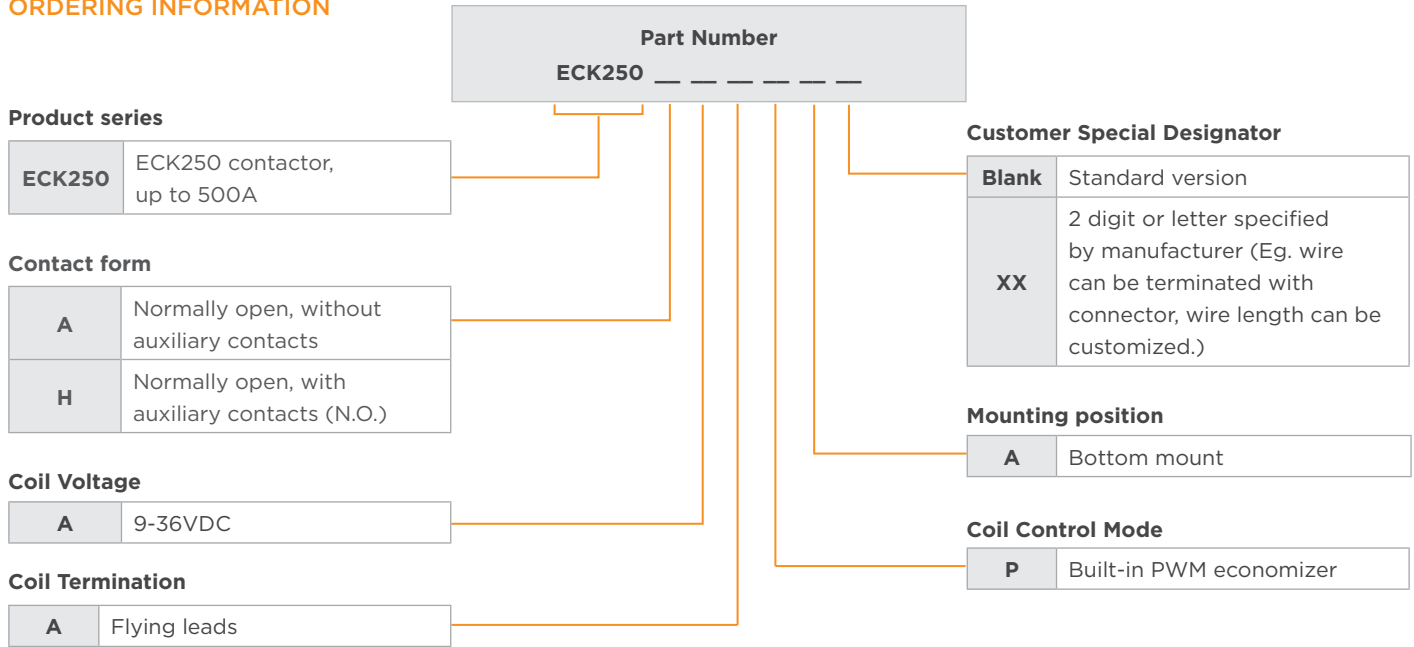 ORDERING INFORMATION
Part Number
ECK250 __ __ __ __ __ __
Product series
ECK250
ECK250 contactor,
up to 500A
Contact form
A
Normally open, without
auxiliary contacts
H
Normally open, with
auxiliary contacts (N.O.)
Coil Voltage
A
9-36VDC
Coil Termination
A
Flying leads
Customer Special Designator
Blank
Standard version
XX
2 digit or letter specified
by manufacturer (Eg. wire
can be terminated with
connector, wire length can be
customized.)
Mounting position
A
Bottom mount
Coil Control Mode
P
Built-in PWM economizer